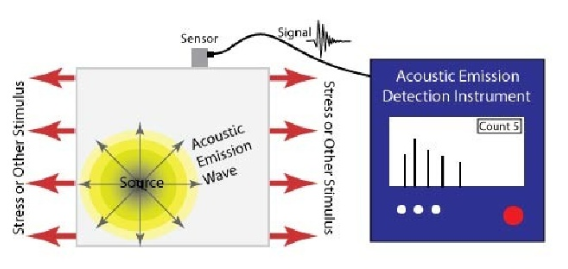 Sensor
Signal
Stress or Other Stimulus
Source
Acoustic
Emission
Wave
Stress or Other Stimulus
Acoustic Emission
Detection Instrument
Count 5